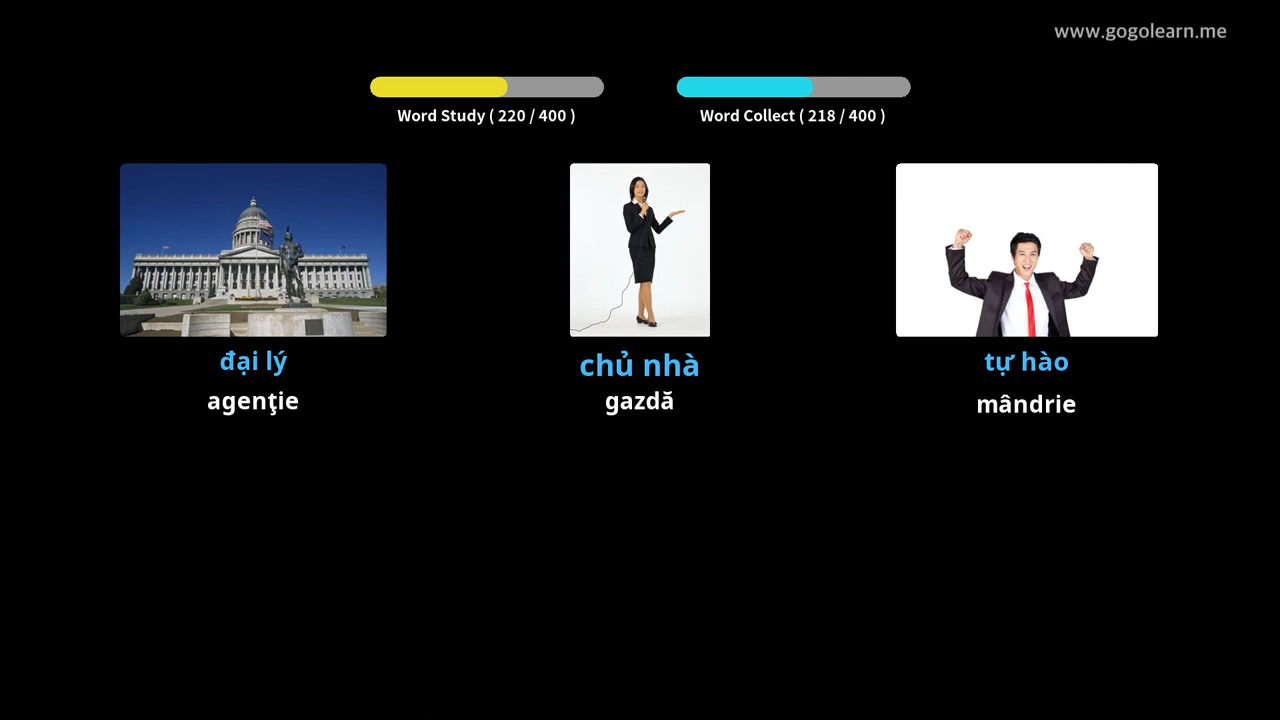 www.gogolearn.me
Word Study ( 220 / 400 )
Word Collect ( 218 / 400 )
đại lý
chủ nhà
tự hào
agenţie
gazdă
mândrie